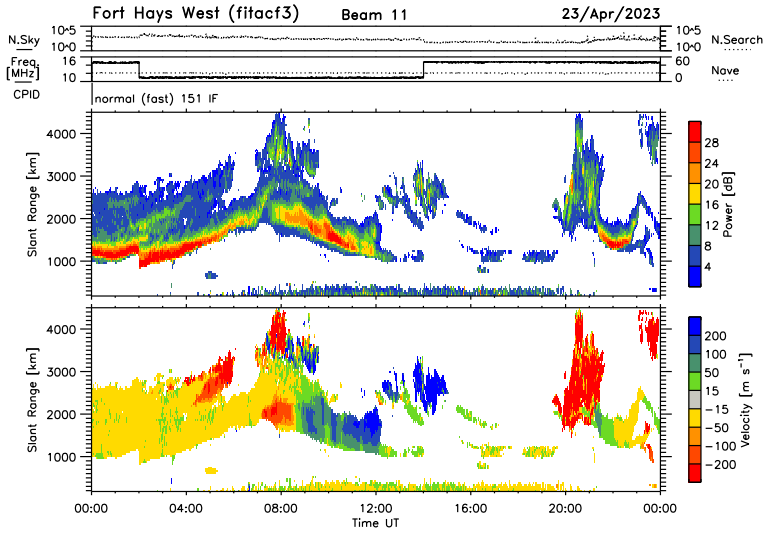 Fort Hays West (fitacf3) Beam 11 23/Apr/2023
N.Sky 10^5 10^0 10^5 10^0 N.Search
Freq. [MHz] 16 10 60 0 Nave
CPID normal (fast) 151 IF
Slant Range [km] 4000 3000 2000 1000
Power [dB] 28 24 20 16 12 8 4
Slant Range [km] 4000 3000 2000 1000
Velocity [m s⁻¹] 200 100 50 15 -15 -50 -100 -200
00:00 04:00 08:00 12:00 16:00 20:00 00:00
Time UT